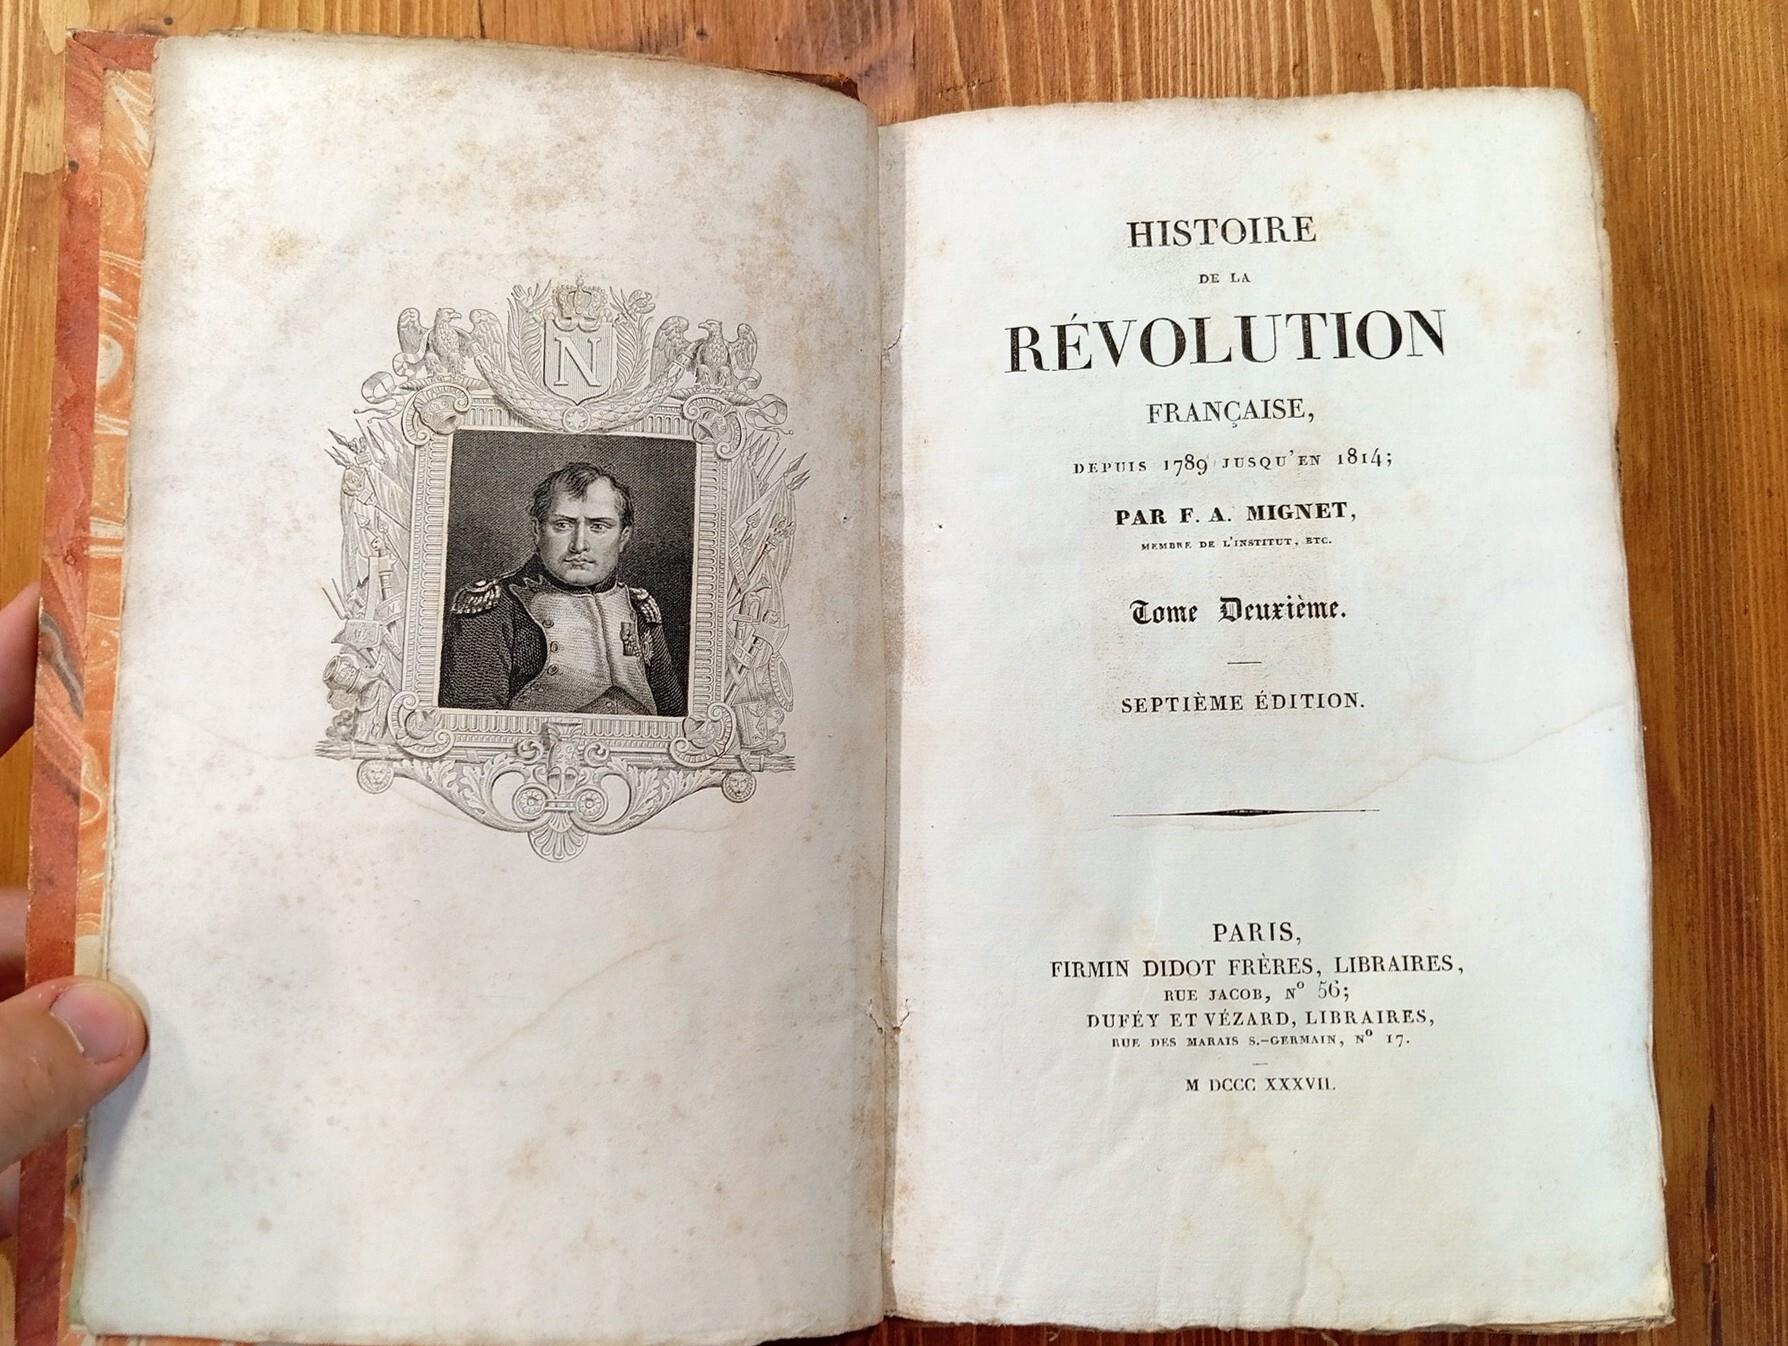 N
HISTOIRE
DE LA
RÉVOLUTION
FRANÇAISE,
DEPUIS 1789 JUSQU'EN 1814;
PAR F. A. MIGNET,
MEMBRE DE L'INSTITUT, ETC.
Tome Deuxième.
SEPTIÈME ÉDITION.
PARIS,
FIRMIN DIDOT FRÈRES, LIBRAIRES,
RUE JACOB, Nº 56;
DUFÉY ET VÉZARD, LIBRAIRES,
RUE DES MARAIS S.-GERMAIN, Nº 17.
M DCCC XXXVII.